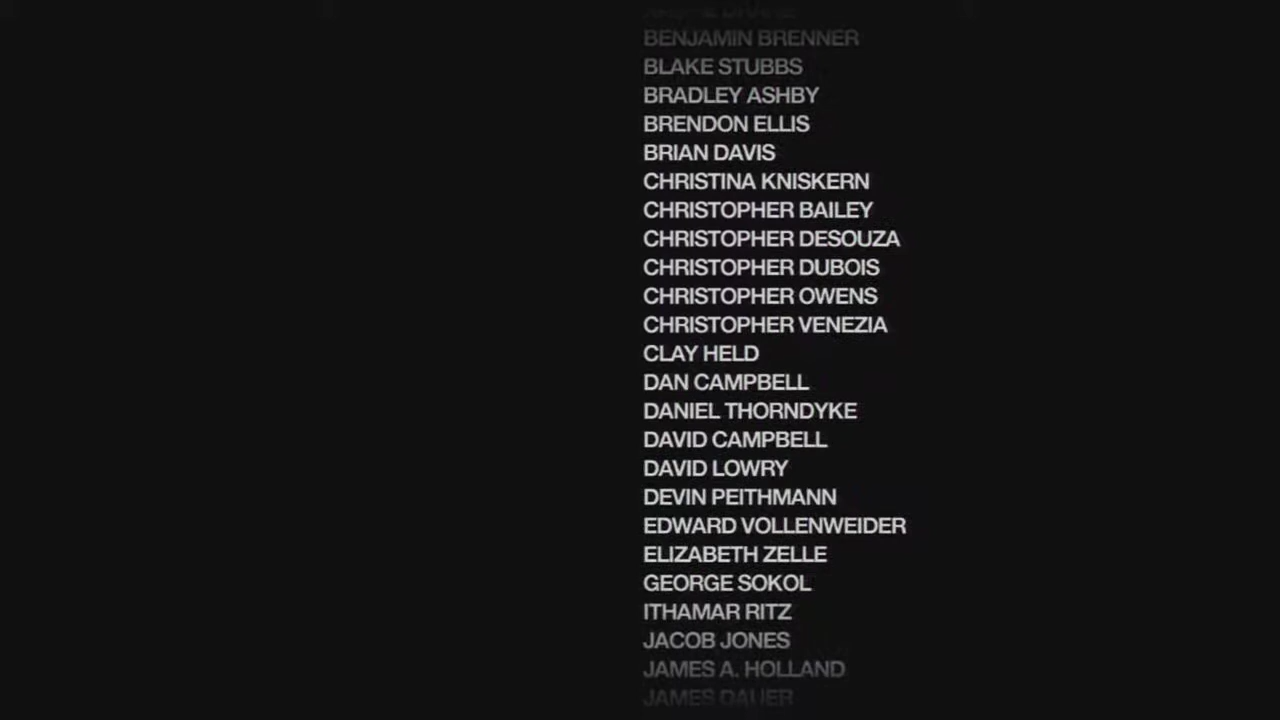 BENJAMIN BRENNER
BLAKE STUBBS
BRADLEY ASHBY
BRENDON ELLIS
BRIAN DAVIS
CHRISTINA KNISKERN
CHRISTOPHER BAILEY
CHRISTOPHER DESOUZA
CHRISTOPHER DUBOIS
CHRISTOPHER OWENS
CHRISTOPHER VENEZIA
CLAY HELD
DAN CAMPBELL
DANIEL THORNDYKE
DAVID CAMPBELL
DAVID LOWRY
DEVIN PEITHMANN
EDWARD VOLLENWEIDER
ELIZABETH ZELLE
GEORGE SOKOL
ITHAMAR RITZ
JACOB JONES
JAMES A. HOLLAND
JAMES DAUER